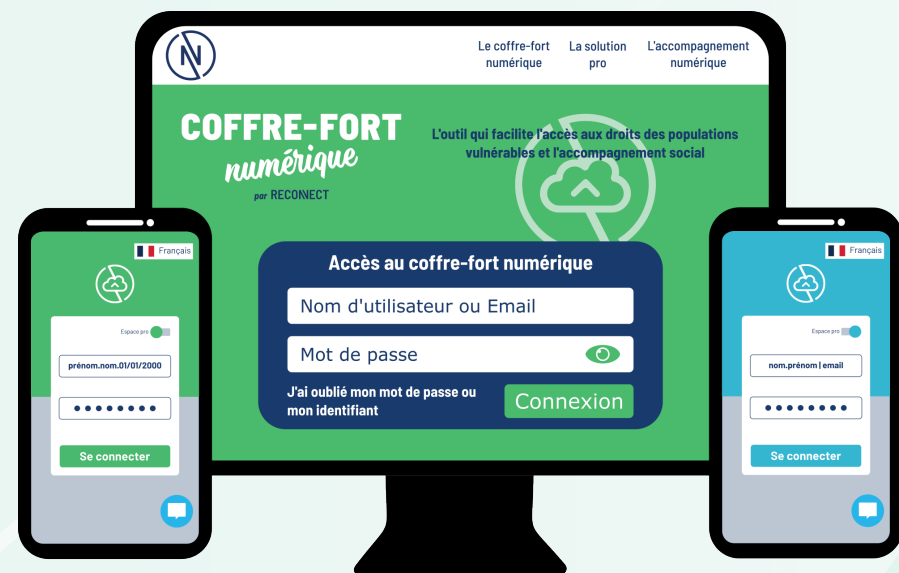 N
Le coffre-fort
numérique
La solution
pro
L'accompagnement
numérique
COFFRE-FORT
numérique
par RECONNECT
L'outil qui facilite l'accès aux droits des populations
vulnérables et l'accompagnement social
Accès au coffre-fort numérique
Nom d'utilisateur ou Email
Mot de passe
J'ai oublié mon mot de passe ou
mon identifiant
Connexion
Français
Espace pro
prénom.nom.01/01/2000
Se connecter
Français
Espace pro
nom.prénom | email
Se connecter